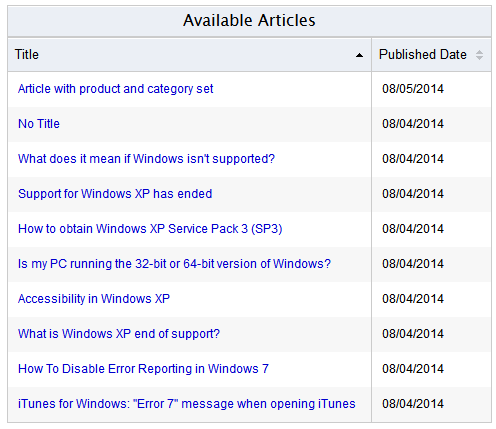 Available Articles
Title Published Date
Article with product and category set 08/05/2014
No Title 08/04/2014
What does it mean if Windows isn't supported? 08/04/2014
Support for Windows XP has ended 08/04/2014
How to obtain Windows XP Service Pack 3 (SP3) 08/04/2014
Is my PC running the 32-bit or 64-bit version of Windows? 08/04/2014
Accessibility in Windows XP 08/04/2014
What is Windows XP end of support? 08/04/2014
How To Disable Error Reporting in Windows 7 08/04/2014
iTunes for Windows: "Error 7" message when opening iTunes 08/04/2014